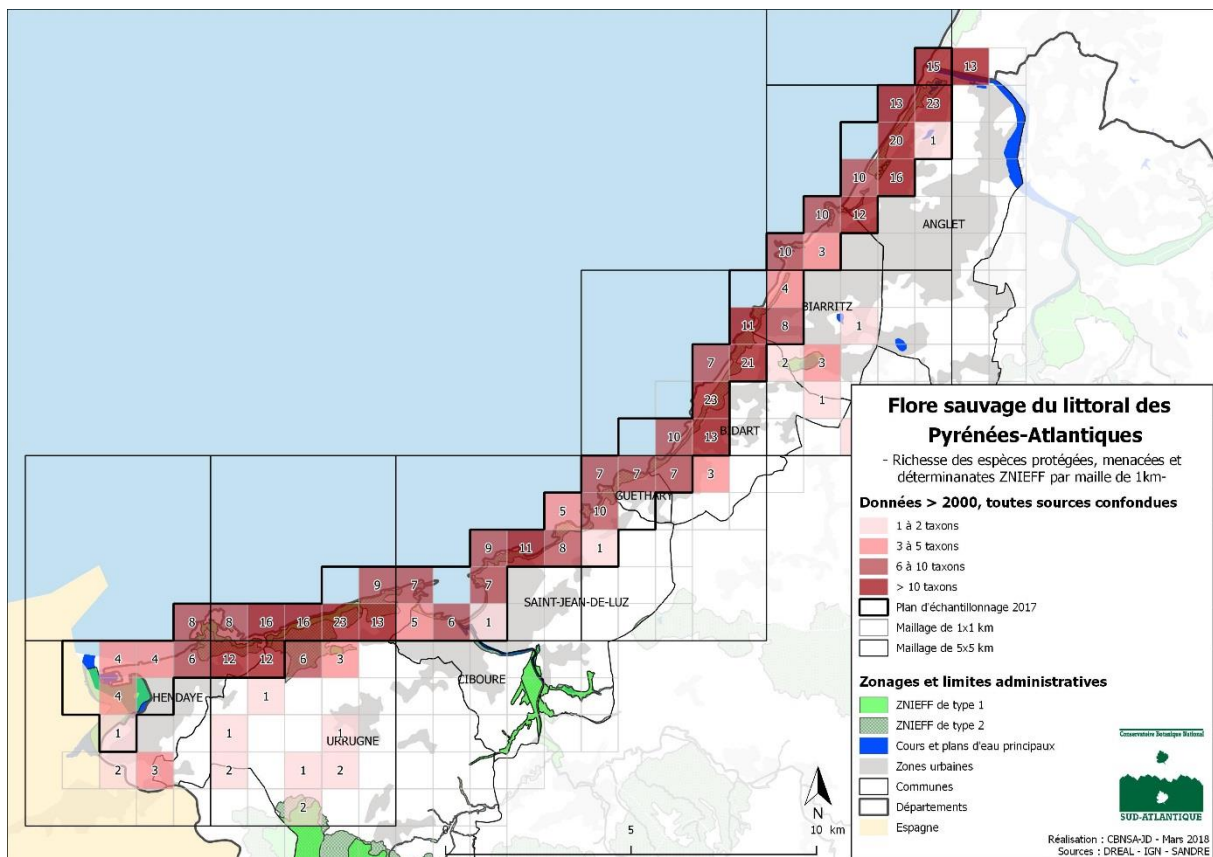 15 13
13 23
20 1
10 16
10 12
ANGLET
10 3
4
BIARRITZ
11 8 1
7 21 2 3
23 1
BIDART
10 13
7 7 7 3
GUETHARY
5 10
9 11 8 1
9 7 7
SAINT-JEAN-DE-LUZ
8 8 16 16 23 13 5 6 1
4 4 6 12 12 6 3
CIBOURE
4 HENDAYE 1
1 1 1
URRUGNE
2 3 2 1 2
2
Flore sauvage du littoral des
Pyrénées-Atlantiques
- Richesse des espèces protégées, menacées et
déterminanates ZNIEFF par maille de 1km-
Données > 2000, toutes sources confondues
1 à 2 taxons
3 à 5 taxons
6 à 10 taxons
> 10 taxons
Plan d'échantillonnage 2017
Maillage de 1x1 km
Maillage de 5x5 km
Zonages et limites administratives
ZNIEFF de type 1
ZNIEFF de type 2
Cours et plans d'eau principaux
Zones urbaines
Communes
Départements
Espagne
Conservatoire Botanique National
SUD-ATLANTIQUE
N
5 10 km
Réalisation : CBNSA-JD - Mars 2018
Sources : DREAL - IGN - SANDRE